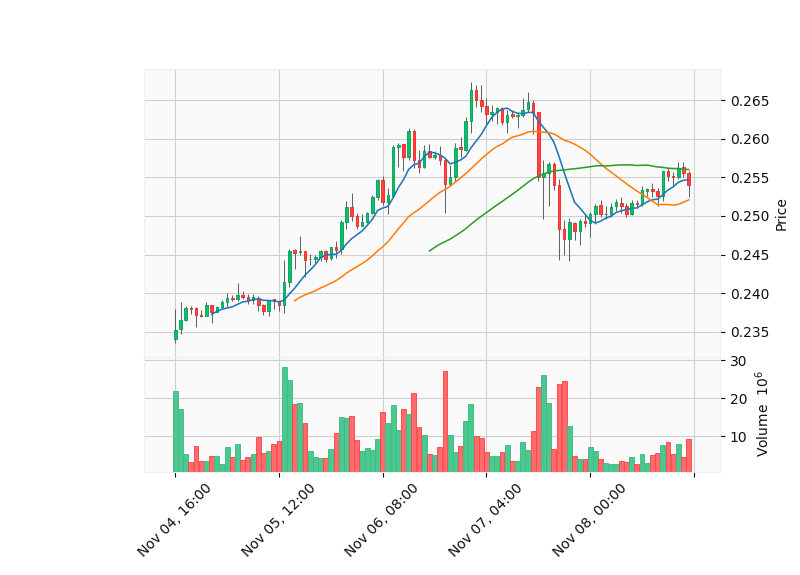 0.265
0.260
0.255
0.250
0.245
0.240
0.235
Price
30
20
10
Volume 10^6
Nov 04, 16:00
Nov 05, 12:00
Nov 06, 08:00
Nov 07, 04:00
Nov 08, 00:00